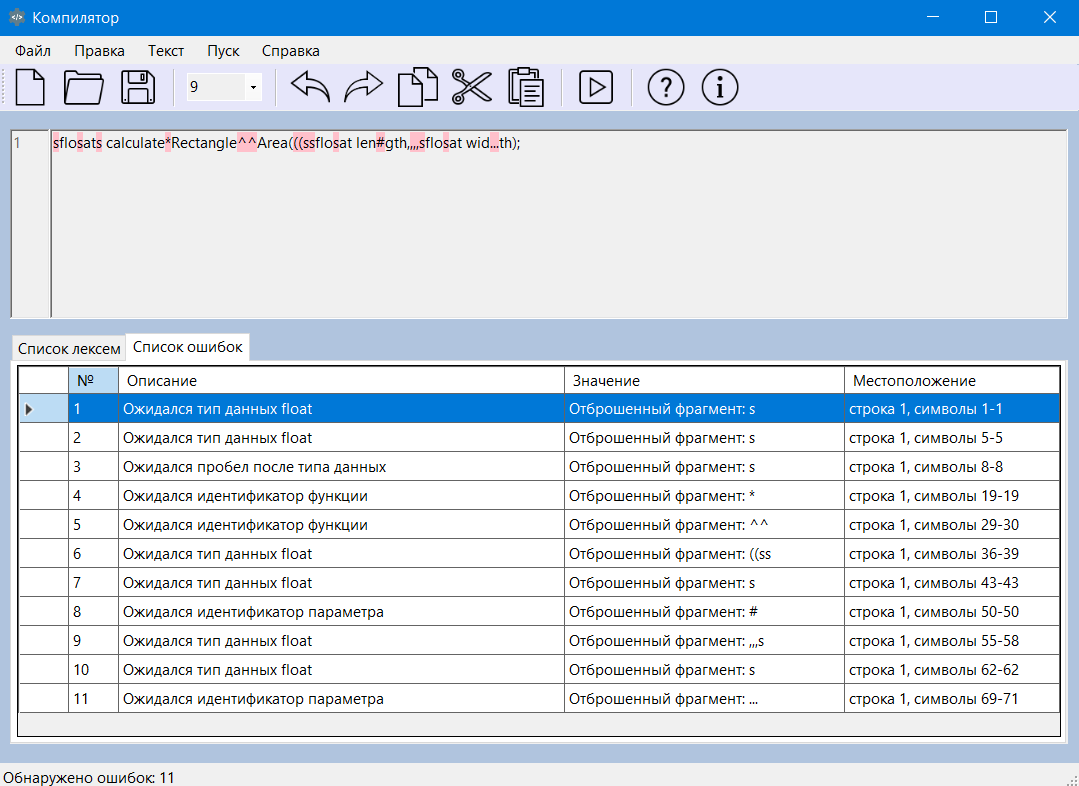 Компилятор
Файл Правка Текст Пуск Справка
9
1 sflosats calculate*Rectangle^^Area(((ssflosat len#gth,,,,sflosat wid...th);
Список лексем Список ошибок
№ Описание Значение Местоположение
1 Ожидался тип данных float Отброшенный фрагмент: s строка 1, символы 1-1
2 Ожидался тип данных float Отброшенный фрагмент: s строка 1, символы 5-5
3 Ожидался пробел после типа данных Отброшенный фрагмент: s строка 1, символы 8-8
4 Ожидался идентификатор функции Отброшенный фрагмент: * строка 1, символы 19-19
5 Ожидался идентификатор функции Отброшенный фрагмент: ^^ строка 1, символы 29-30
6 Ожидался тип данных float Отброшенный фрагмент: ((ss строка 1, символы 36-39
7 Ожидался тип данных float Отброшенный фрагмент: s строка 1, символы 43-43
8 Ожидался идентификатор параметра Отброшенный фрагмент: # строка 1, символы 50-50
9 Ожидался тип данных float Отброшенный фрагмент: ,,,s строка 1, символы 55-58
10 Ожидался тип данных float Отброшенный фрагмент: s строка 1, символы 62-62
11 Ожидался идентификатор параметра Отброшенный фрагмент: ... строка 1, символы 69-71
Обнаружено ошибок: 11